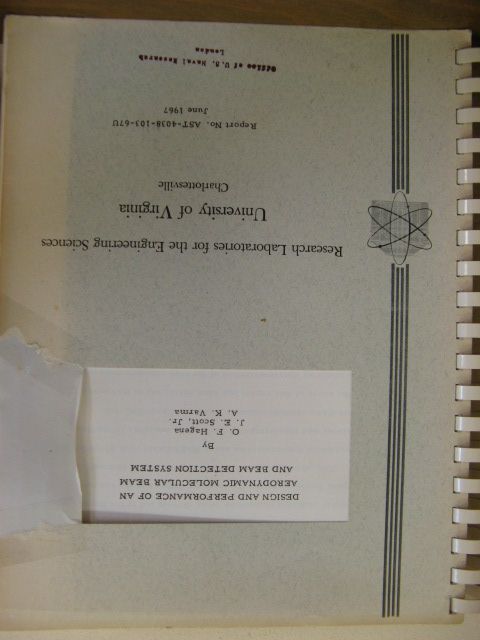 DESIGN AND PERFORMANCE OF AN
AERODYNAMIC MOLECULAR BEAM
AND BEAM DETECTION SYSTEM
By
O. F. Hagena
J. E. Scott, Jr.
A. K. Varma
Research Laboratories for the Engineering Sciences
University of Virginia
Charlottesville
Report No. AST-4038-103-67U
June 1967
Office of U.S. Naval Research
London